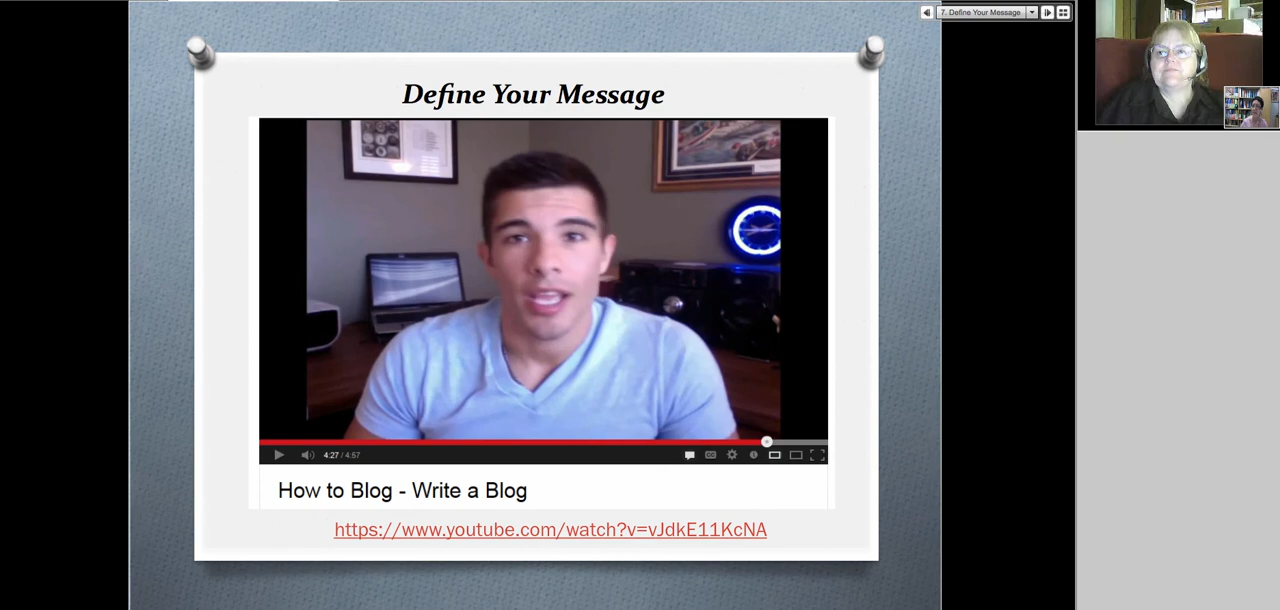 7. Define Your Message
Define Your Message
4:27 / 4:57
How to Blog - Write a Blog
https://www.youtube.com/watch?v=vJdkE11KcNA